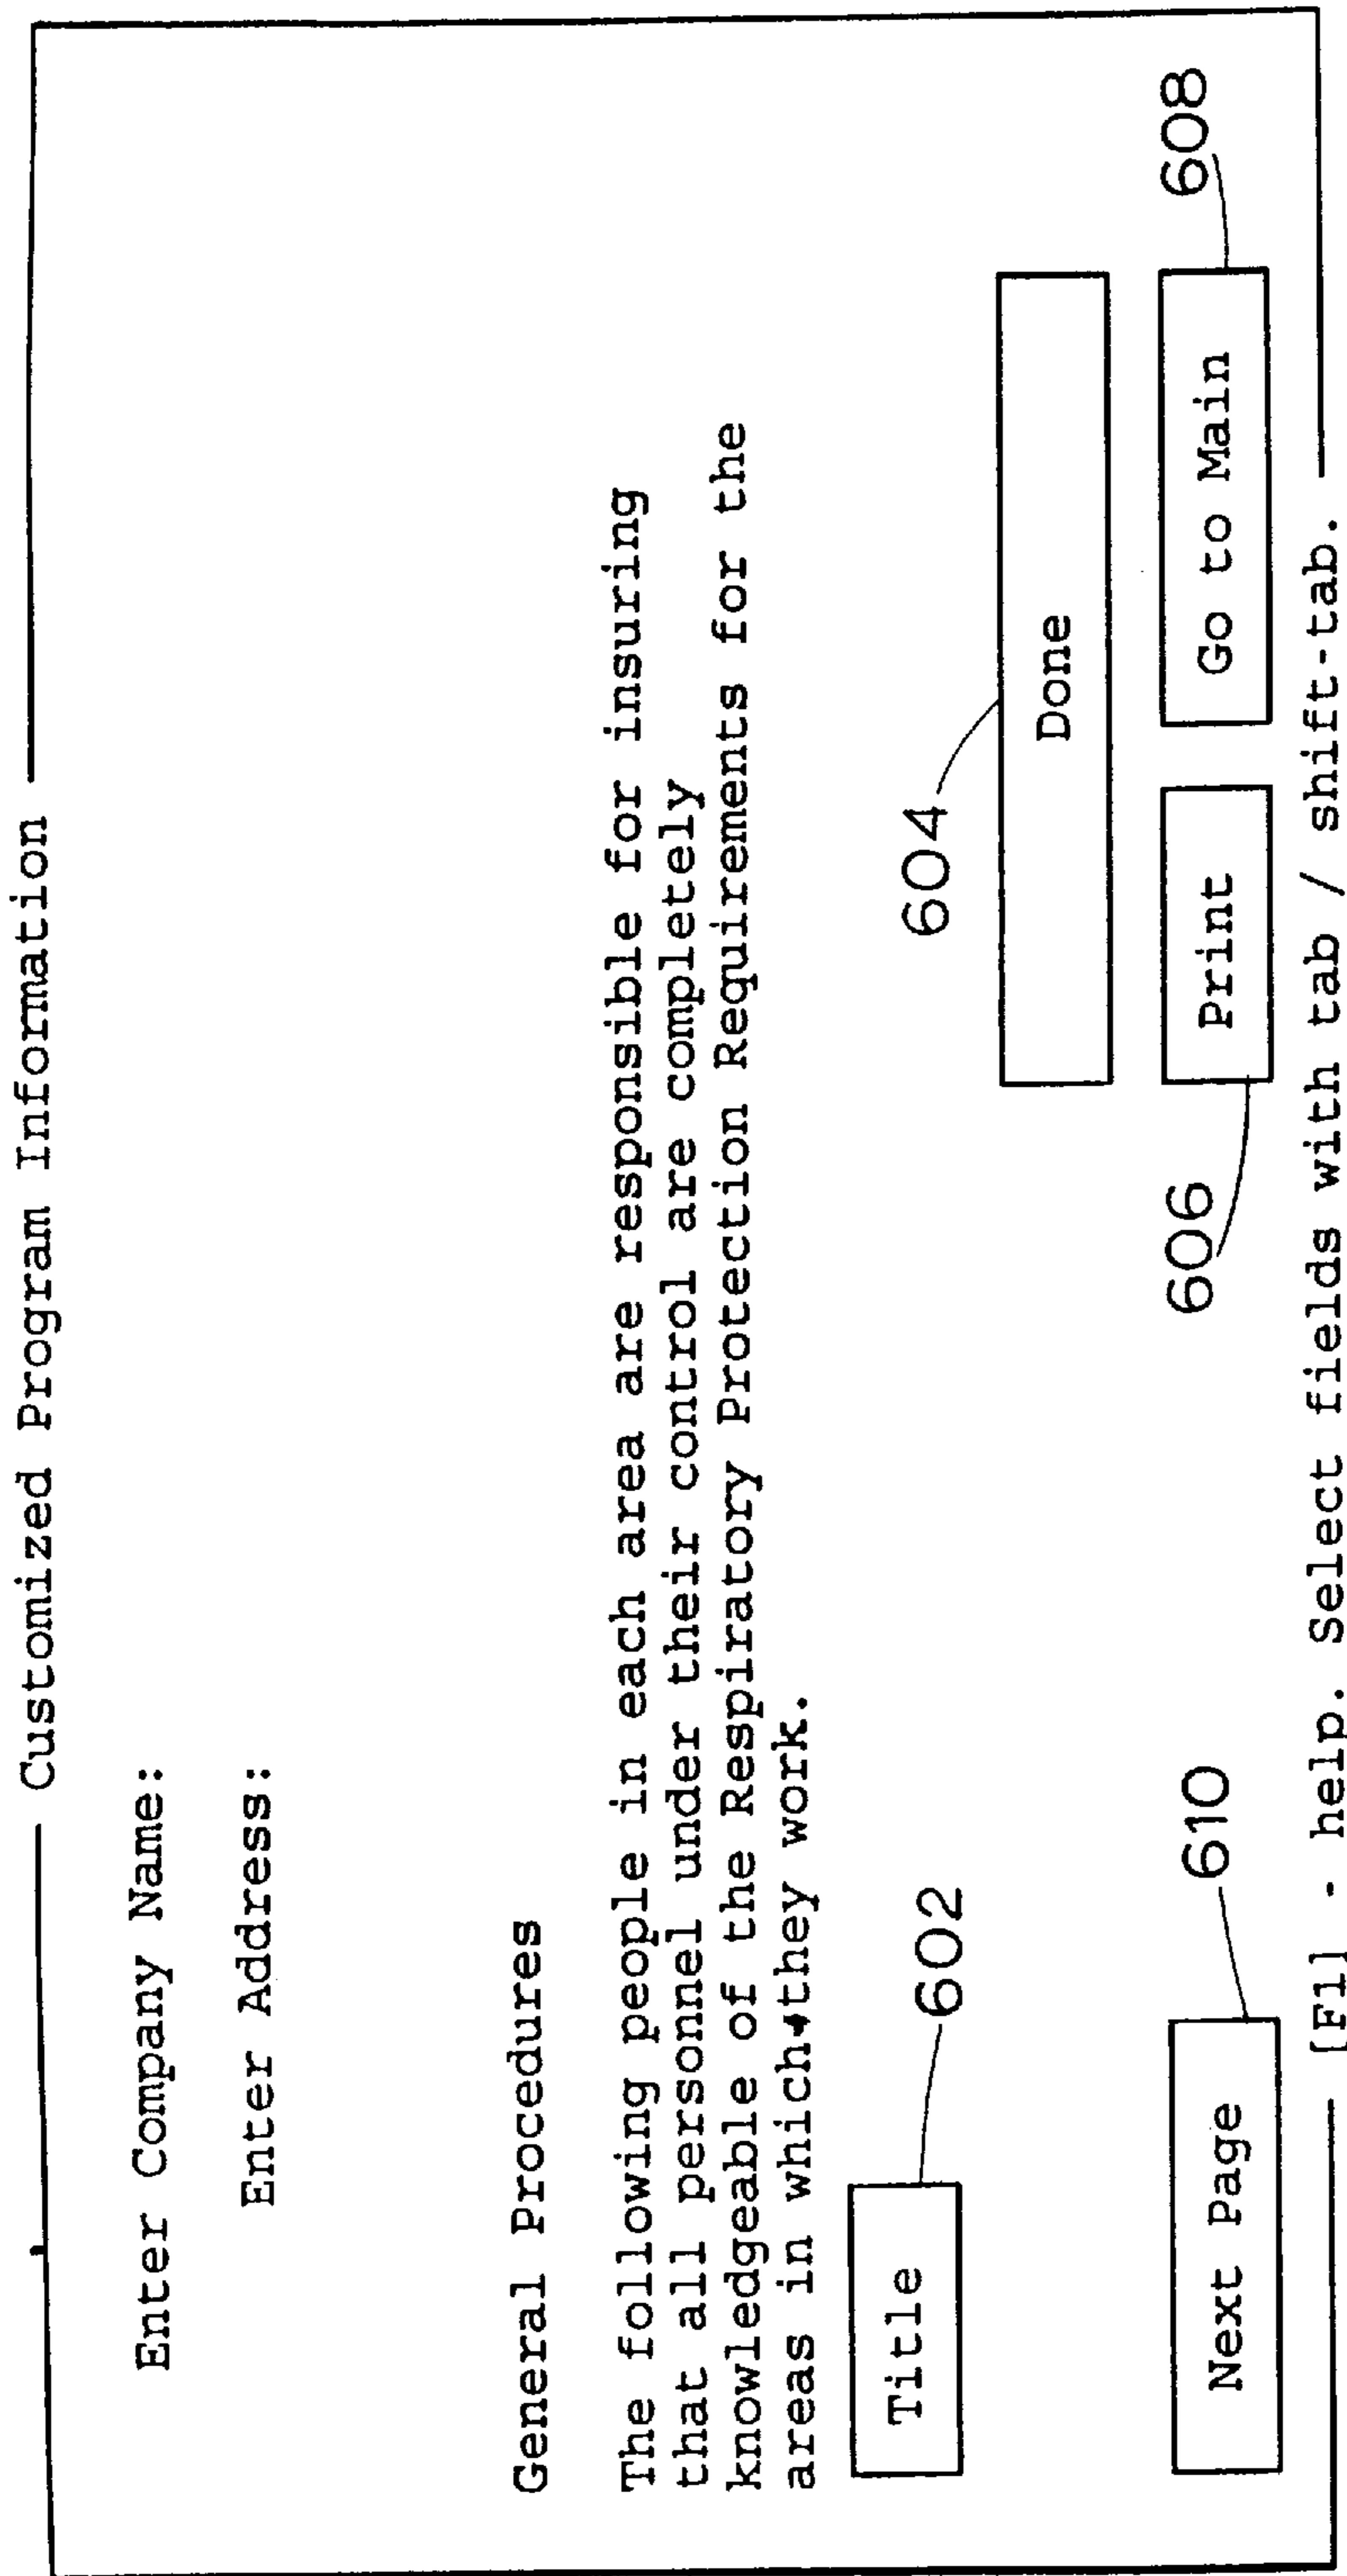 Customized Program Information
Enter Company Name:
Enter Address:
General Procedures
The following people in each area are responsible for insuring
that all personnel under their control are completely
knowledgeable of the Respiratory Protection Requirements for the
areas in which they work.
Title
602
604
Done
Next Page
610
606
Print
Go to Main
608
[F1] - help. Select fields with tab / shift-tab.